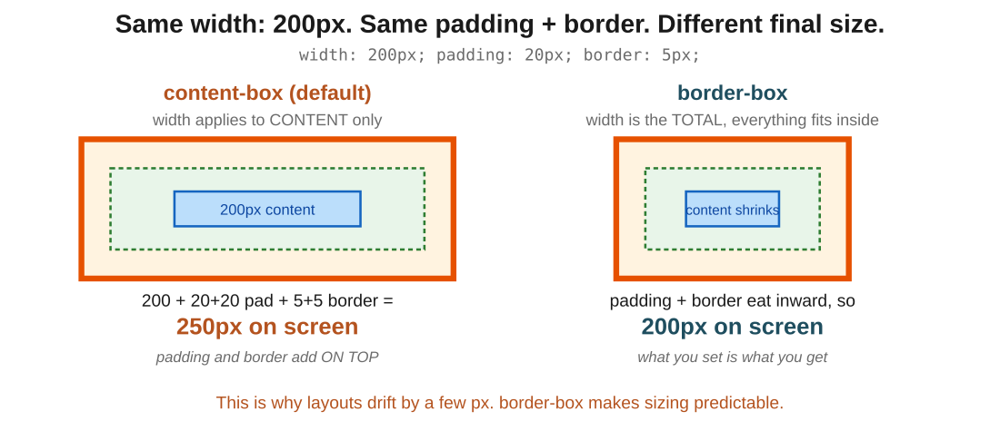 Same width: 200px. Same padding + border. Different final size.
width: 200px; padding: 20px; border: 5px;
content-box (default)
width applies to CONTENT only
200px content
200 + 20+20 pad + 5+5 border =
250px on screen
padding and border add ON TOP
border-box
width is the TOTAL, everything fits inside
content shrinks
padding + border eat inward, so
200px on screen
what you set is what you get
This is why layouts drift by a few px. border-box makes sizing predictable.